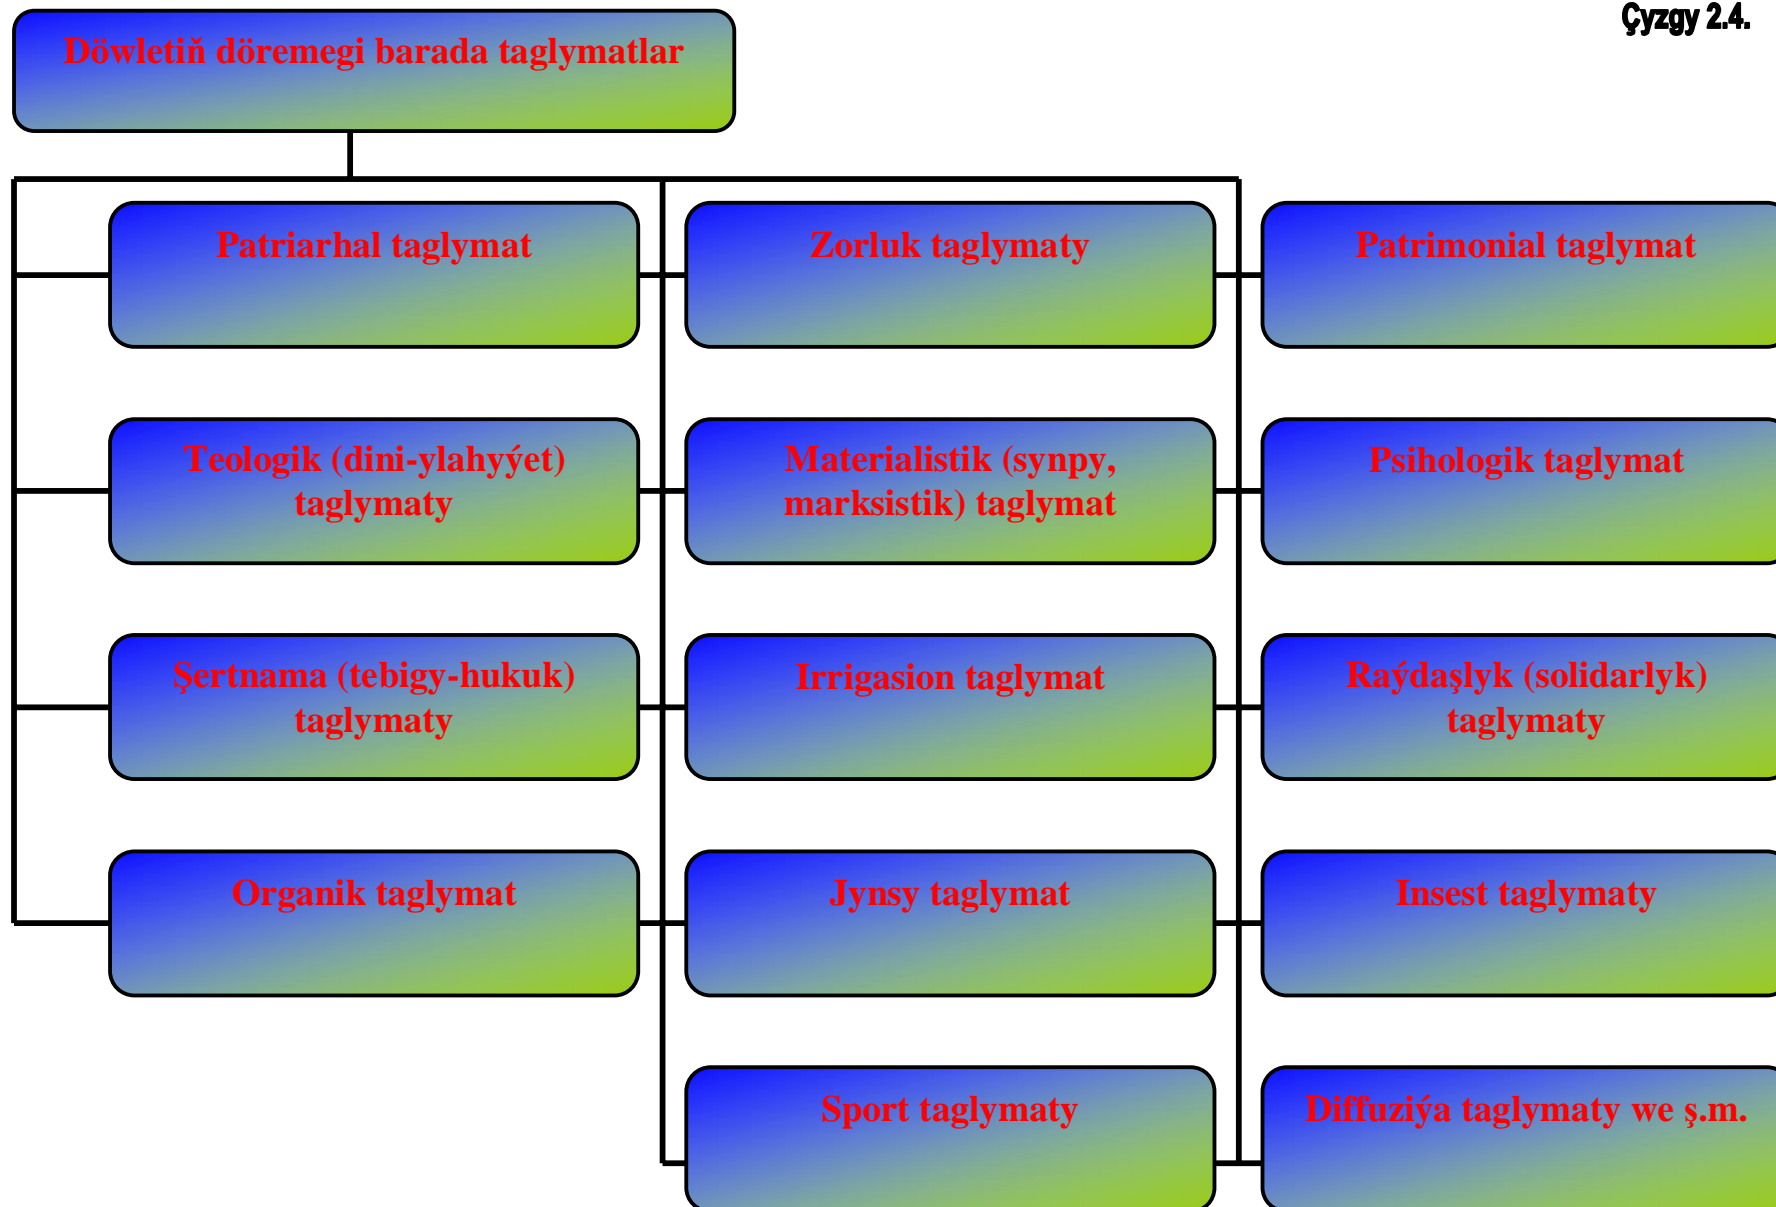 Çyzgy 2.4.
Döwletiň döremegi barada taglymatlar
Patriarhal taglymat
Zorluk taglymaty
Patrimonial taglymat
Teologik (dini-ylahyýet)
taglymaty
Materialistik (synpy,
marksistik) taglymat
Psihologik taglymat
Şertnama (tebigy-hukuk)
taglymaty
Irrigasion taglymat
Raýdaşlyk (solidarlyk)
taglymaty
Organik taglymat
Jynsy taglymat
Insest taglymaty
Sport taglymaty
Diffuziýa taglymaty we ş.m.